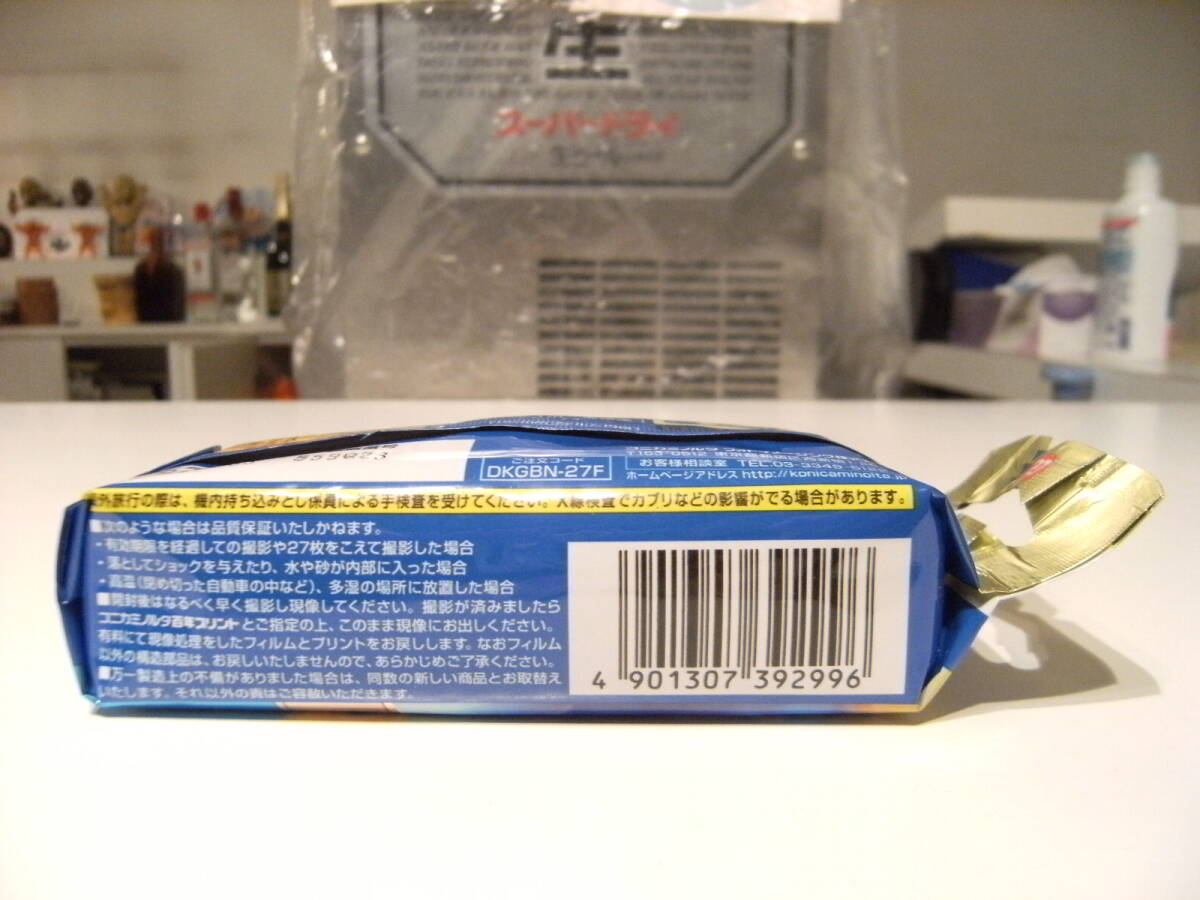 生
スーパードライ
559023
ご注文コード
DKGBN-27F
〒163-0512 東京都新宿区西新宿
お客様相談室 TEL.03-3349-512
ホームページアドレス http://konicaminolta.jp
外旅行の際は、機内持ち込みとし係員による手検査を受けてください。X線検査でカブリなどの影響がでる場合があります。
■次のような場合は品質保証いたしかねます。
・有効期限を経過しての撮影や27枚をこえて撮影した場合
・落としてショックを与えたり、水や砂が内部に入った場合
・高温(閉め切った自動車の中など)、多湿の場所に放置した場合
■開封後はなるべく早く撮影し現像してください。撮影が済みましたら
コニカミノルタ百年プリントとご指定の上、このまま現像にお出しください。
有料にて現像処理をしたフィルムとプリントをお戻しします。なおフィルム
以外の構造部品は、お戻しいたしませんので、あらかじめご了承ください。
■万一製造上の不備がありました場合は、同数の新しい商品とお取替え
いたします。それ以外の責はご容赦いただきます。
4 901307 392996